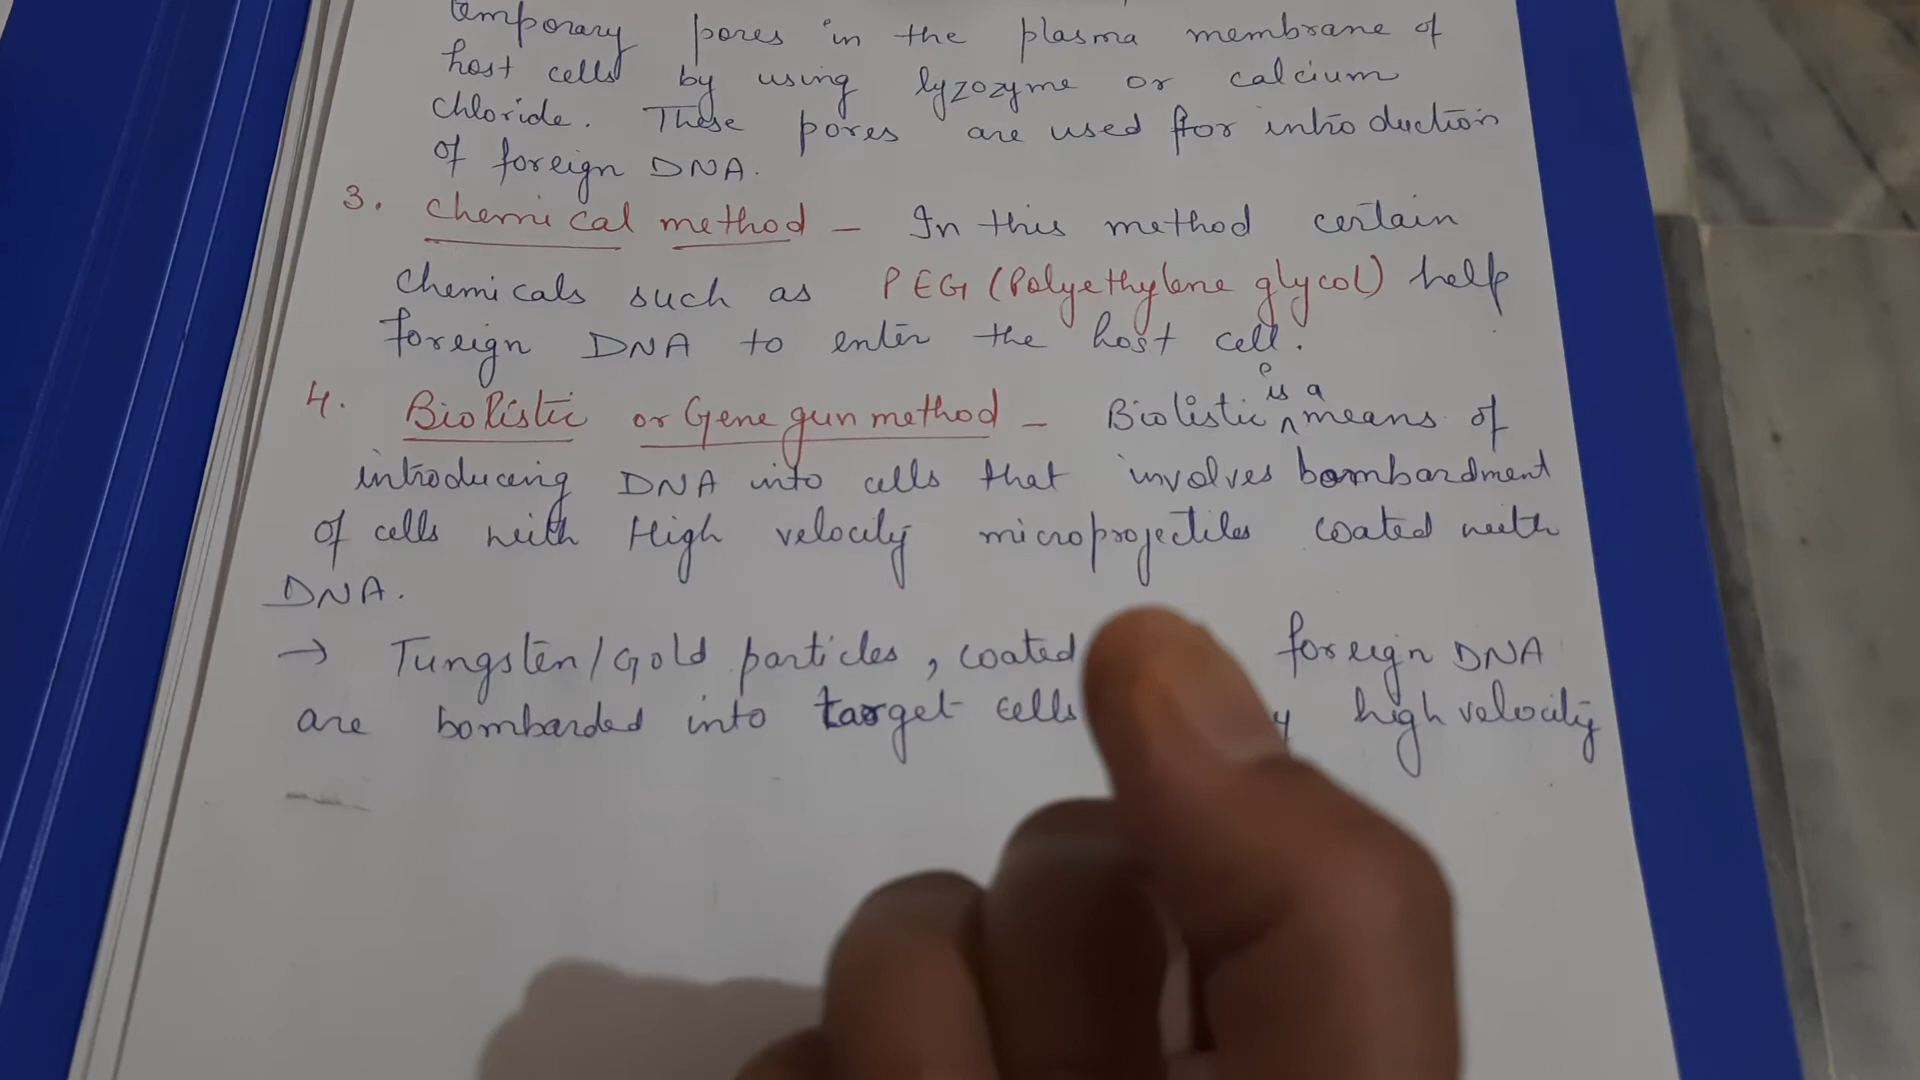 temporary pores in the plasma membrane of
host cells by using lyzozyme or calcium
chloride. These pores are used for introduction
of foreign DNA.
3. Chemical method – In this method certain
chemicals such as PEG (Polyethylene glycol) help
foreign DNA to enter the host cell.
4. Biolistic or Gene gun method – Biolistic is a means of
introducing DNA into cells that involves bombardment
of cells with High velocity microprojectiles coated with
DNA.
→ Tungsten/Gold particles, coated foreign DNA
are bombarded into target cells high velocity